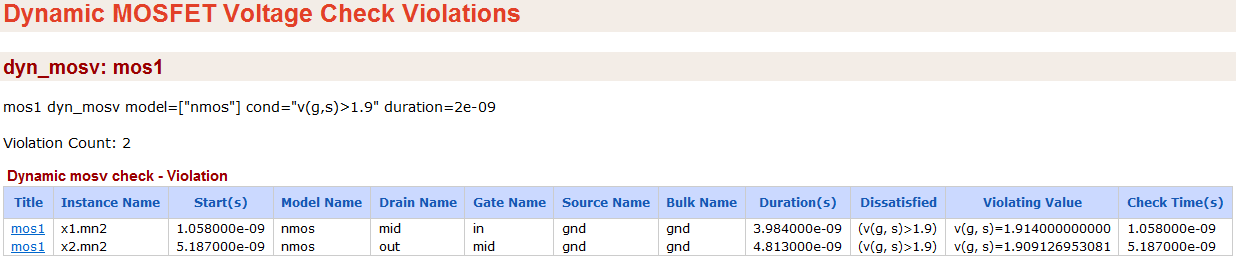 Dynamic MOSFET Voltage Check Violations
dyn_mosv: mos1
mos1 dyn_mosv model=["nmos"] cond="v(g,s)>1.9" duration=2e-09
Violation Count: 2
Dynamic mosv check - Violation
Title Instance Name Start(s) Model Name Drain Name Gate Name Source Name Bulk Name Duration(s) Dissatisfied Violating Value Check Time(s)
mos1 x1.mn2 1.058000e-09 nmos mid in gnd gnd 3.984000e-09 (v(g, s)>1.9) v(g, s)=1.914000000000 1.058000e-09
mos1 x2.mn2 5.187000e-09 nmos out mid gnd gnd 4.813000e-09 (v(g, s)>1.9) v(g, s)=1.909126953081 5.187000e-09